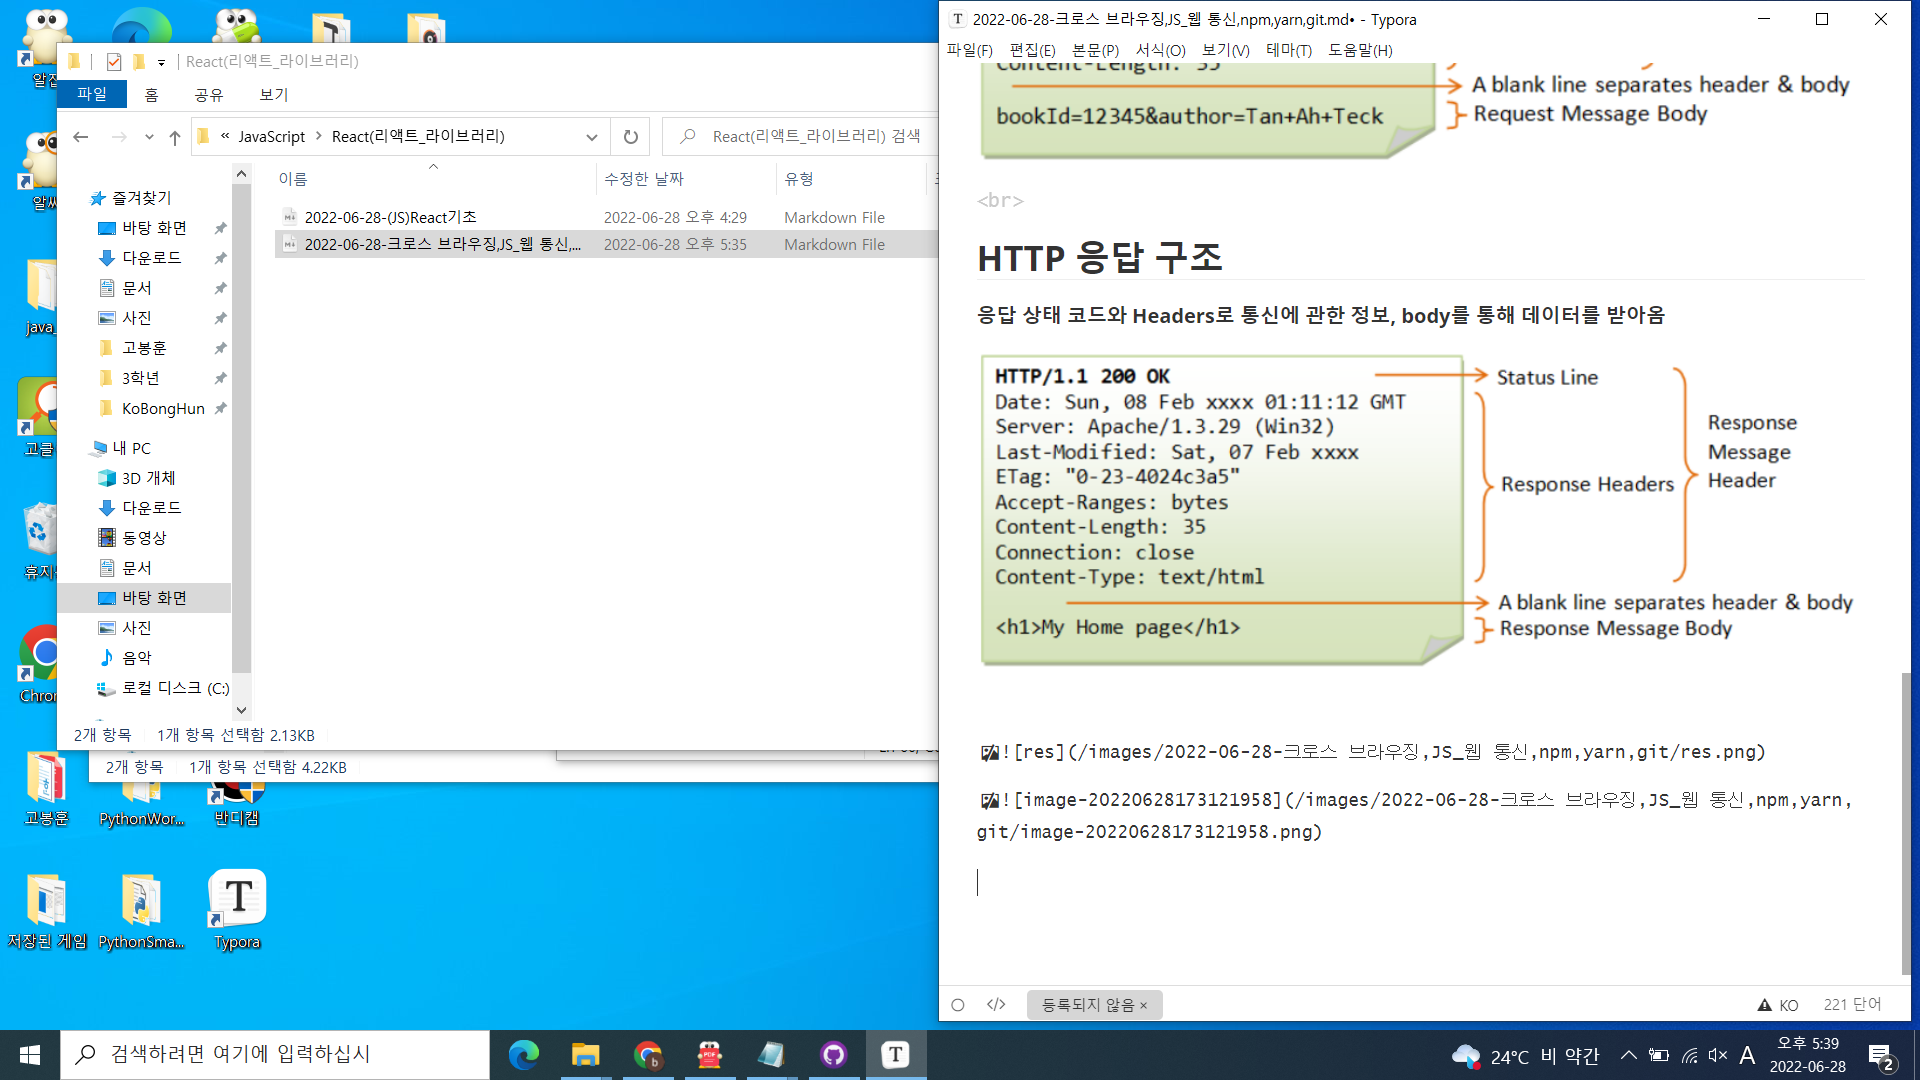 React(리액트_라이브러리)
파일 홈 공유 보기
« JavaScript > React(리액트_라이브러리)
React(리액트_라이브러리) 검색
이름 수정한 날짜 유형
2022-06-28-(JS)React기초 2022-06-28 오후 4:29 Markdown File
2022-06-28-크로스 브라우징,JS_웹 통신,... 2022-06-28 오후 5:35 Markdown File
즐겨찾기
바탕 화면
다운로드
문서
사진
고봉훈
3학년
KoBongHun
내 PC
3D 개체
다운로드
동영상
문서
바탕 화면
사진
음악
로컬 디스크 (C:)
2개 항목 1개 항목 선택함 2.13KB
2개 항목 1개 항목 선택함 4.22KB
고봉훈
PythonWor...
반디캠
저장된 게임
PythonSma...
Typora
2022-06-28-크로스 브라우징,JS_웹 통신,npm,yarn,git.md• - Typora
파일(F) 편집(E) 본문(P) 서식(O) 보기(V) 테마(T) 도움말(H)
Content-Length: 35
A blank line separates header & body
bookId=12345&author=Tan+Ah+Teck
Request Message Body
<br>
HTTP 응답 구조
응답 상태 코드와 Headers로 통신에 관한 정보, body를 통해 데이터를 받아옴
HTTP/1.1 200 OK
Date: Sun, 08 Feb xxxx 01:11:12 GMT
Server: Apache/1.3.29 (Win32)
Last-Modified: Sat, 07 Feb xxxx
ETag: "0-23-4024c3a5"
Accept-Ranges: bytes
Content-Length: 35
Connection: close
Content-Type: text/html
<h1>My Home page</h1>
Status Line
Response Headers
Response
Message
Header
A blank line separates header & body
Response Message Body
![res](/images/2022-06-28-크로스 브라우징,JS_웹 통신,npm,yarn,git/res.png)
![image-20220628173121958](/images/2022-06-28-크로스 브라우징,JS_웹 통신,npm,yarn,
git/image-20220628173121958.png)
</> 등록되지 않음 ×
KO 221 단어
검색하려면 여기에 입력하십시
24°C 비 약간
A
오후 5:39
2022-06-28
2